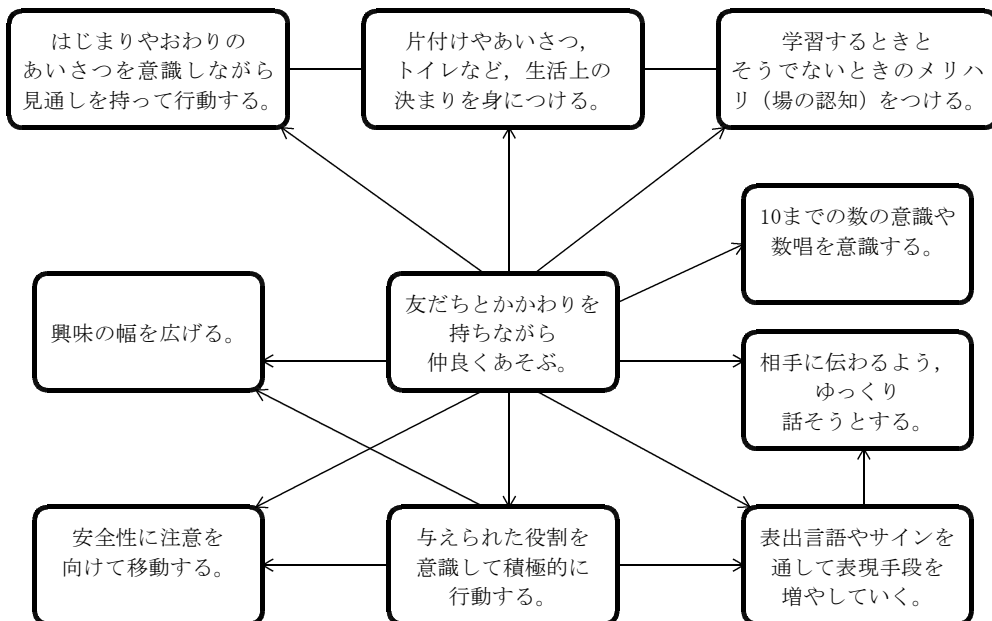 はじまりやおわりの
あいさつを意識しながら
見通しを持って行動する。
片付けやあいさつ，
トイレなど，生活上の
決まりを身につける。
学習するときと
そうでないときのメリハ
リ（場の認知）をつける。
10までの数の意識や
数唱を意識する。
友だちとかかわりを
持ちながら
仲良くあそぶ。
興味の幅を広げる。
相手に伝わるよう，
ゆっくり
話そうとする。
安全性に注意を
向けて移動する。
与えられた役割を
意識して積極的に
行動する。
表出言語やサインを
通して表現手段を
増やしていく。